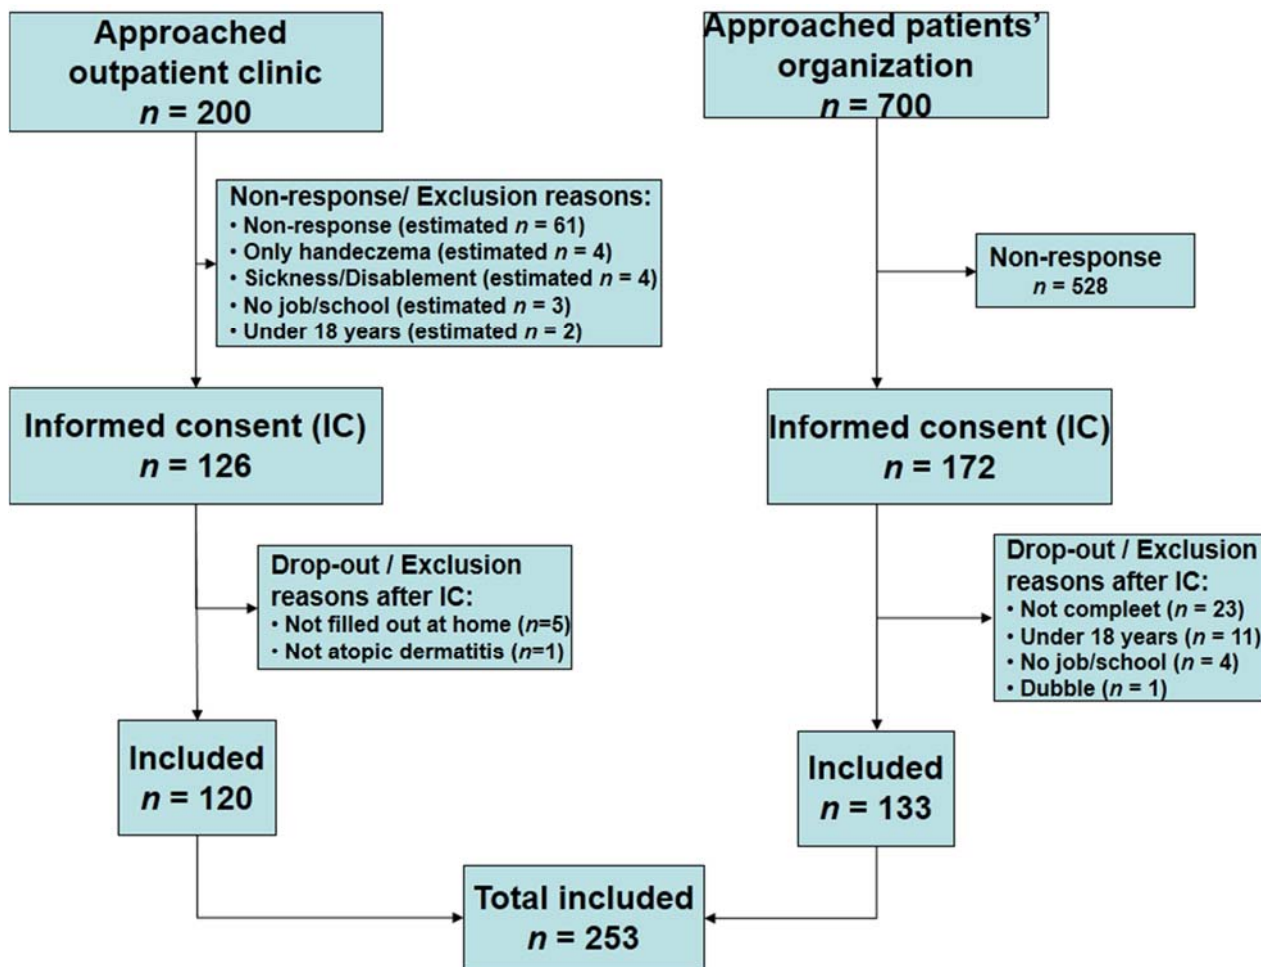 Approached
outpatient clinic
n = 200
Approached patients’
organization
n = 700
Non-response/ Exclusion reasons:
• Non-response (estimated n = 61)
• Only handeczema (estimated n = 4)
• Sickness/Disablement (estimated n = 4)
• No job/school (estimated n = 3)
• Under 18 years (estimated n = 2)
Non-response
n = 528
Informed consent (IC)
n = 126
Informed consent (IC)
n = 172
Drop-out / Exclusion
reasons after IC:
• Not filled out at home (n=5)
• Not atopic dermatitis (n=1)
Drop-out / Exclusion
reasons after IC:
• Not compleet (n = 23)
• Under 18 years (n = 11)
• No job/school (n = 4)
• Dubble (n = 1)
Included
n = 120
Included
n = 133
Total included
n = 253